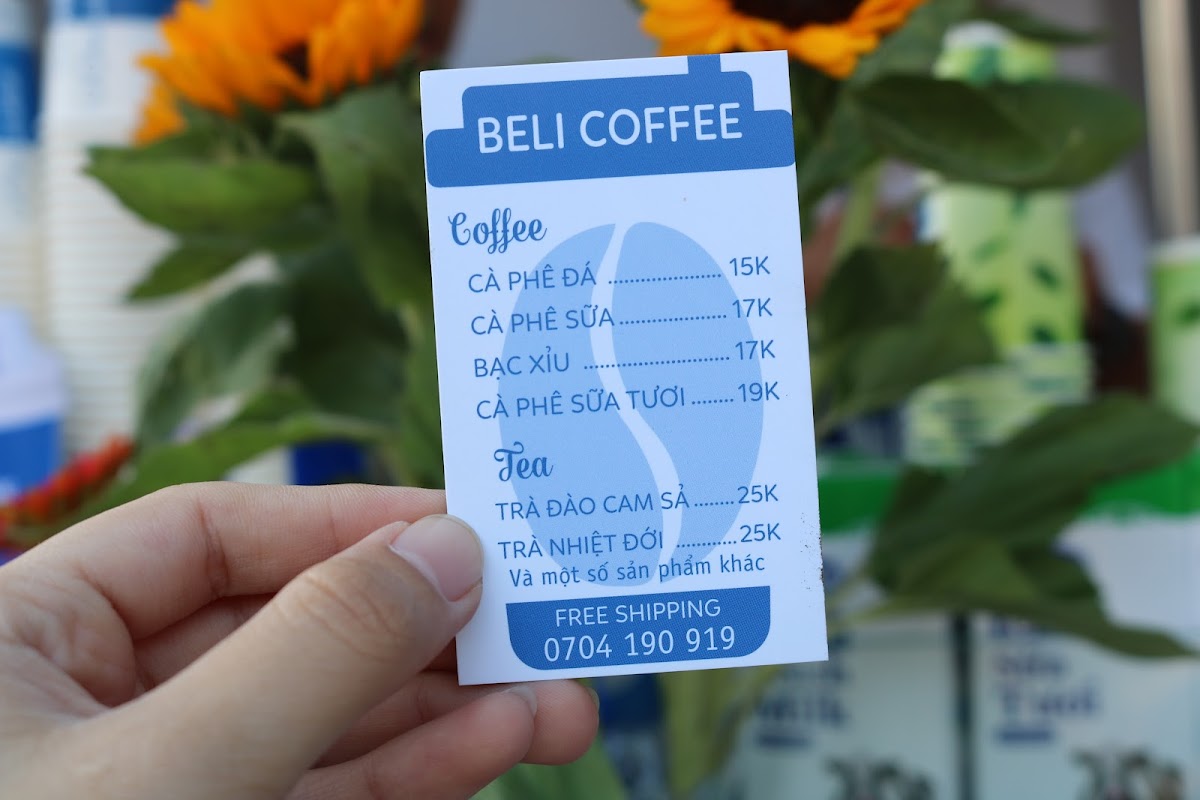 BELI COFFEE
Coffee
CÀ PHÊ ĐÁ ..................... 15K
CÀ PHÊ SỮA .................... 17K
BẠC XỈU ........................... 17K
CÀ PHÊ SỮA TƯƠI ........ 19K
Tea
TRÀ ĐÀO CAM SẢ ........ 25K
TRÀ NHIỆT ĐỚI ............ 25K
Và một số sản phẩm khác
FREE SHIPPING
0704 190 919